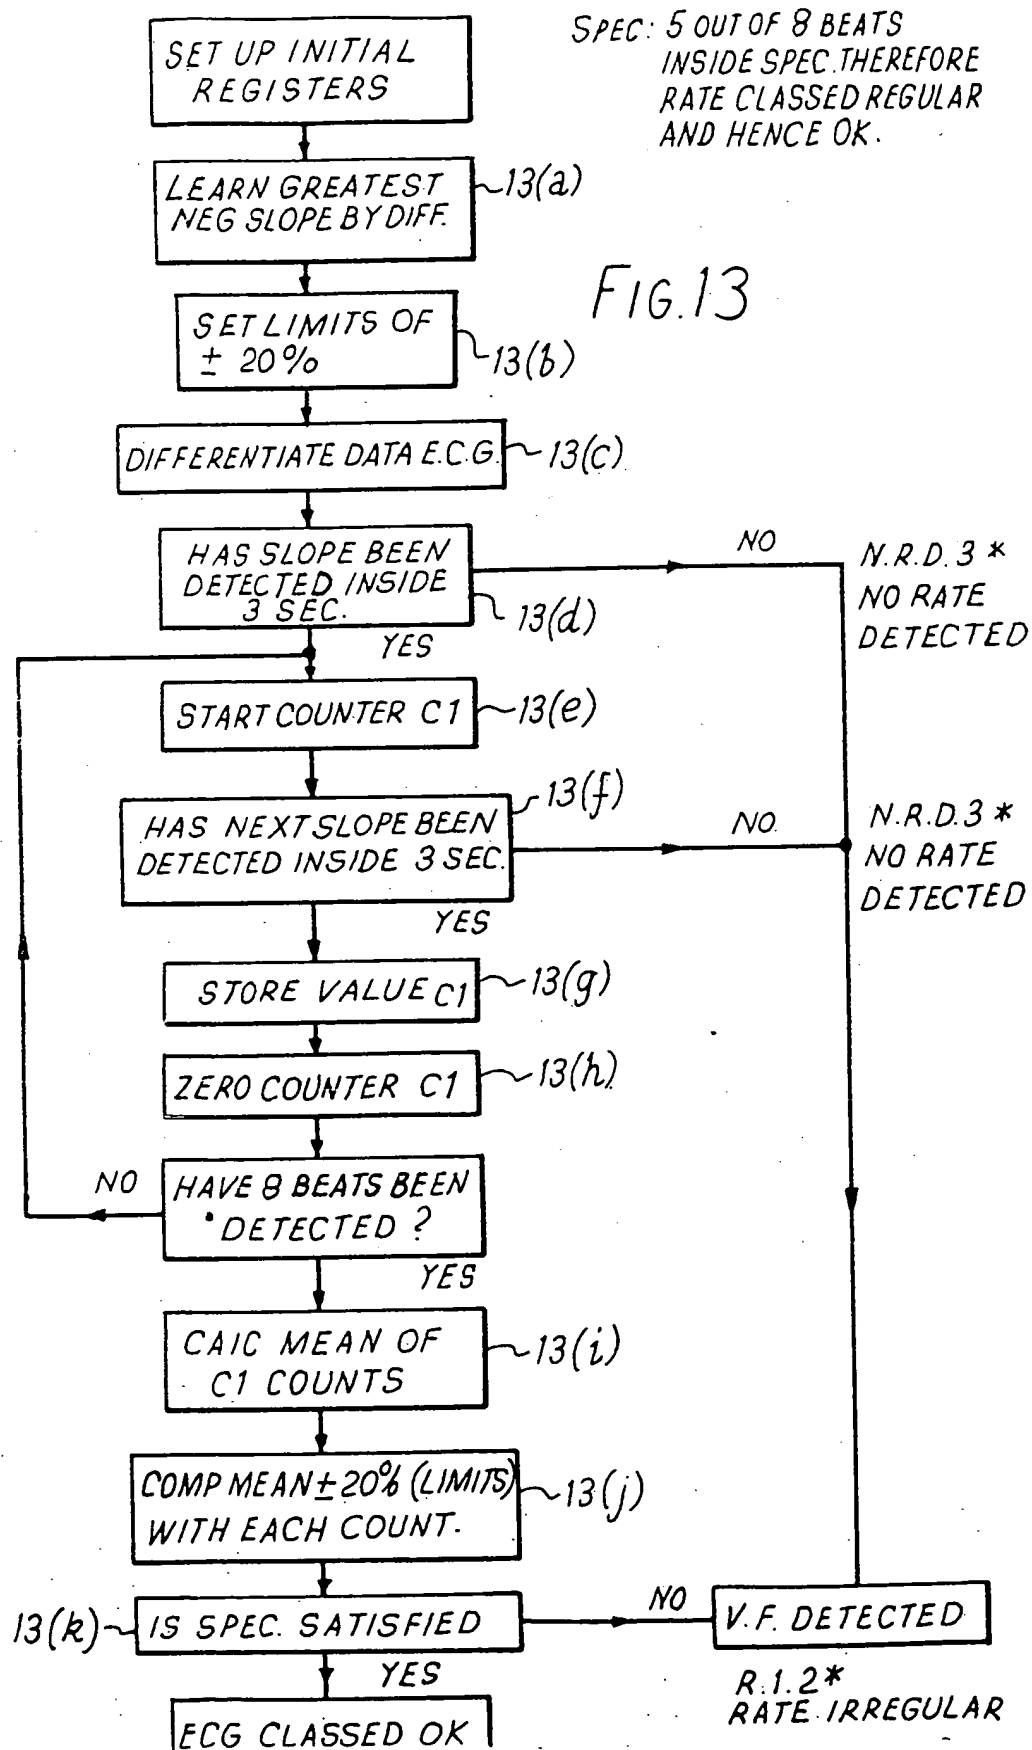 SPEC: 5 OUT OF 8 BEATS
INSIDE SPEC. THEREFORE
RATE CLASSED REGULAR
AND HENCE OK.
SET UP INITIAL
REGISTERS
LEARN GREATEST
NEG SLOPE BY DIFF.
13(a)
FIG. 13
SET LIMITS OF
± 20%
13(b)
DIFFERENTIATE DATA E.C.G.
13(c)
HAS SLOPE BEEN
DETECTED INSIDE
3 SEC.
13(d)
NO
N.R.D.3 *
NO RATE
DETECTED
YES
START COUNTER C1
13(e)
HAS NEXT SLOPE BEEN
DETECTED INSIDE 3 SEC.
13(f)
NO
N.R.D.3 *
NO RATE
DETECTED
YES
STORE VALUE C1
13(g)
ZERO COUNTER C1
13(h)
HAVE 8 BEATS BEEN
DETECTED ?
NO
YES
CAIC MEAN OF
C1 COUNTS
13(i)
COMP MEAN ± 20% (LIMITS)
WITH EACH COUNT.
13(j)
13(k)
IS SPEC. SATISFIED
NO
V.F. DETECTED
R.I.2 *
RATE IRREGULAR
YES
ECG CLASSED OK